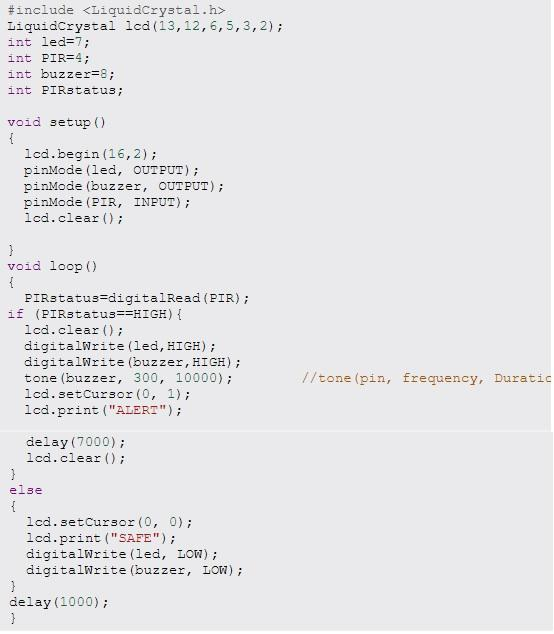 #include <LiquidCrystal.h>
LiquidCrystal lcd(13,12,6,5,3,2);
int led=7;
int PIR=4;
int buzzer=8;
int PIRstatus;

void setup()
{
  lcd.begin(16,2);
  pinMode(led, OUTPUT);
  pinMode(buzzer, OUTPUT);
  pinMode(PIR, INPUT);
  lcd.clear();

}
void loop()
{
  PIRstatus=digitalRead(PIR);
if (PIRstatus==HIGH){
  lcd.clear();
  digitalWrite(led,HIGH);
  digitalWrite(buzzer,HIGH);
  tone(buzzer, 300, 10000);        //tone(pin, frequency, Duratio
  lcd.setCursor(0, 1);
  lcd.print("ALERT");

  delay(7000);
  lcd.clear();
}
else
{
  lcd.setCursor(0, 0);
  lcd.print("SAFE");
  digitalWrite(led, LOW);
  digitalWrite(buzzer, LOW);
}
delay(1000);
}